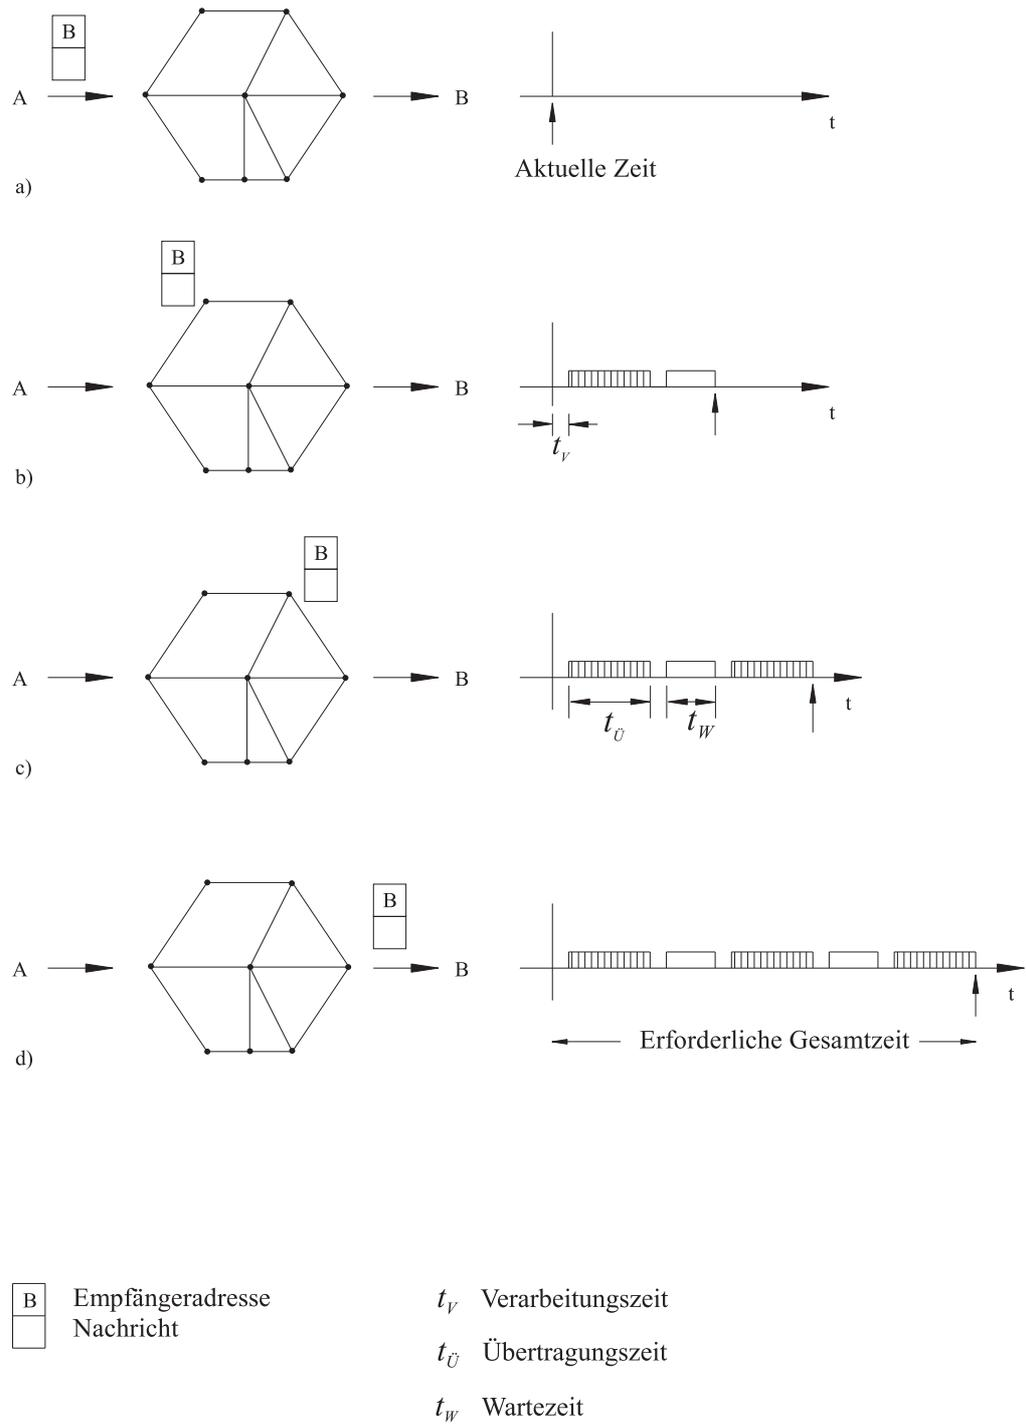 B
A
B
t
Aktuelle Zeit
a)
B
A
B
t
t_V
b)
B
A
B
t
t_Ü t_W
c)
B
A
B
t
Erforderliche Gesamtzeit
d)
B Empfängeradresse
Nachricht
t_V Verarbeitungszeit
t_Ü Übertragungszeit
t_W Wartezeit